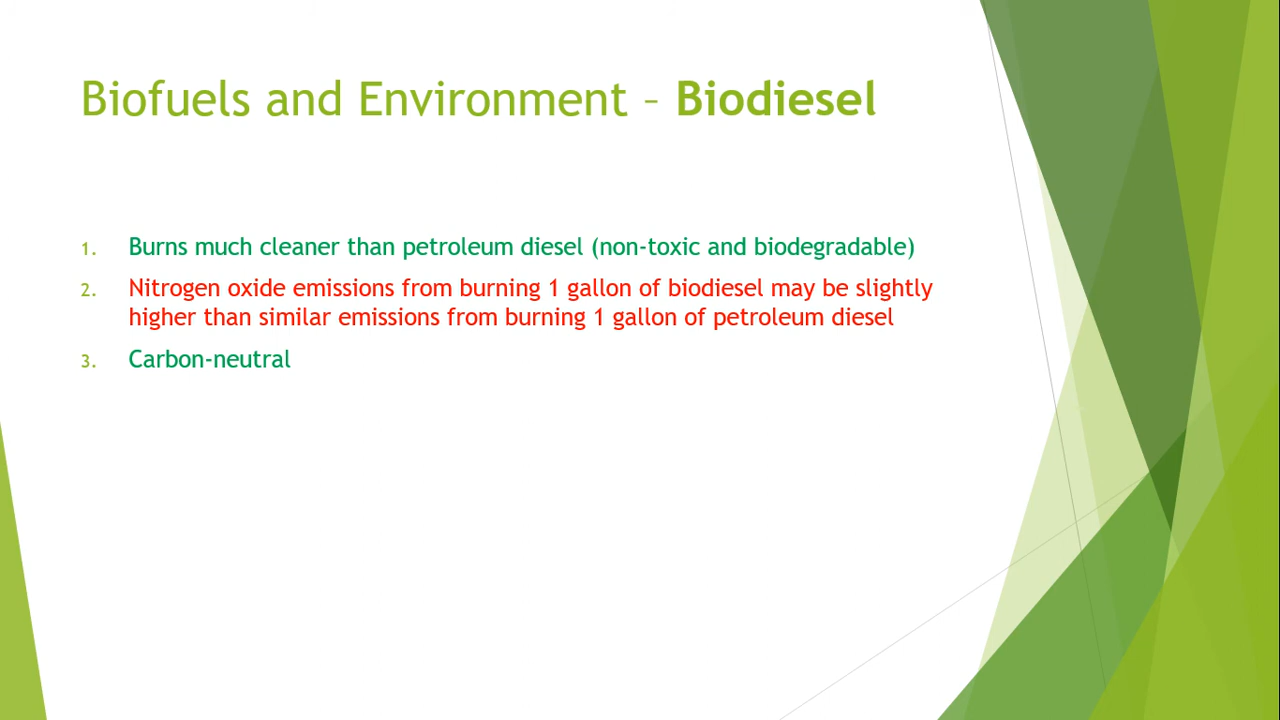 Biofuels and Environment – Biodiesel
1. Burns much cleaner than petroleum diesel (non-toxic and biodegradable)
2. Nitrogen oxide emissions from burning 1 gallon of biodiesel may be slightly
higher than similar emissions from burning 1 gallon of petroleum diesel
3. Carbon-neutral